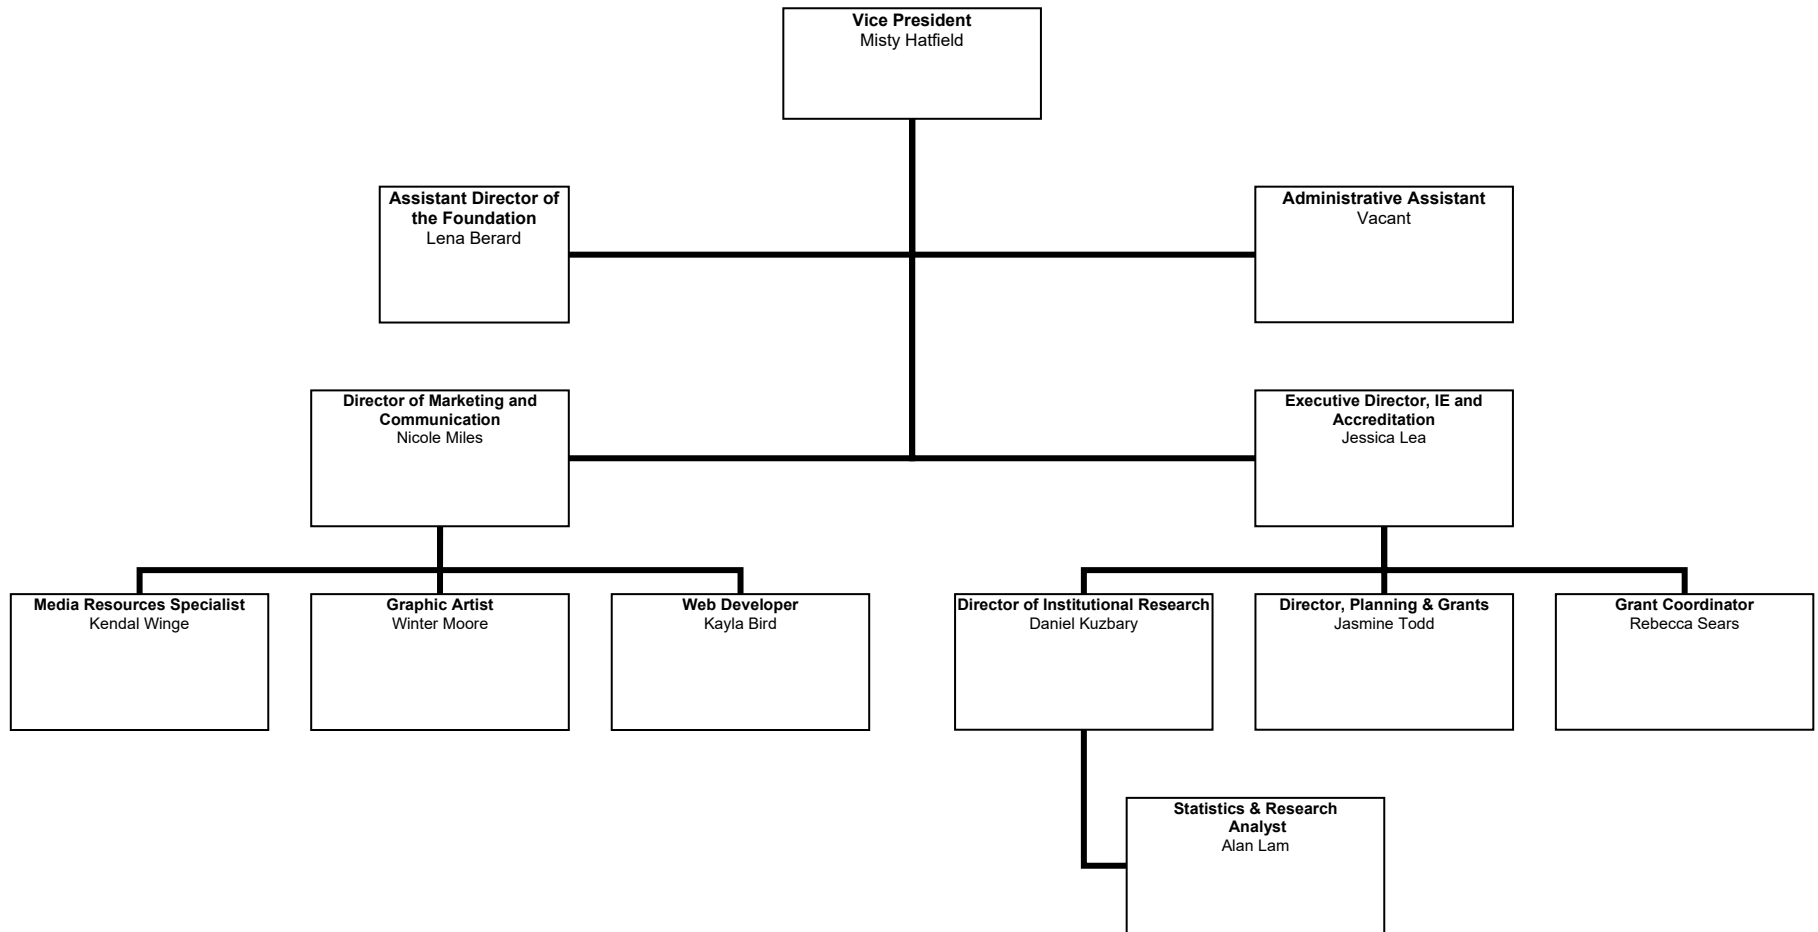 Vice President
Misty Hatfield
Assistant Director of
the Foundation
Lena Berard
Administrative Assistant
Vacant
Director of Marketing and
Communication
Nicole Miles
Executive Director, IE and
Accreditation
Jessica Lea
Media Resources Specialist
Kendal Winge
Graphic Artist
Winter Moore
Web Developer
Kayla Bird
Director of Institutional Research
Daniel Kuzbary
Director, Planning & Grants
Jasmine Todd
Grant Coordinator
Rebecca Sears
Statistics & Research
Analyst
Alan Lam